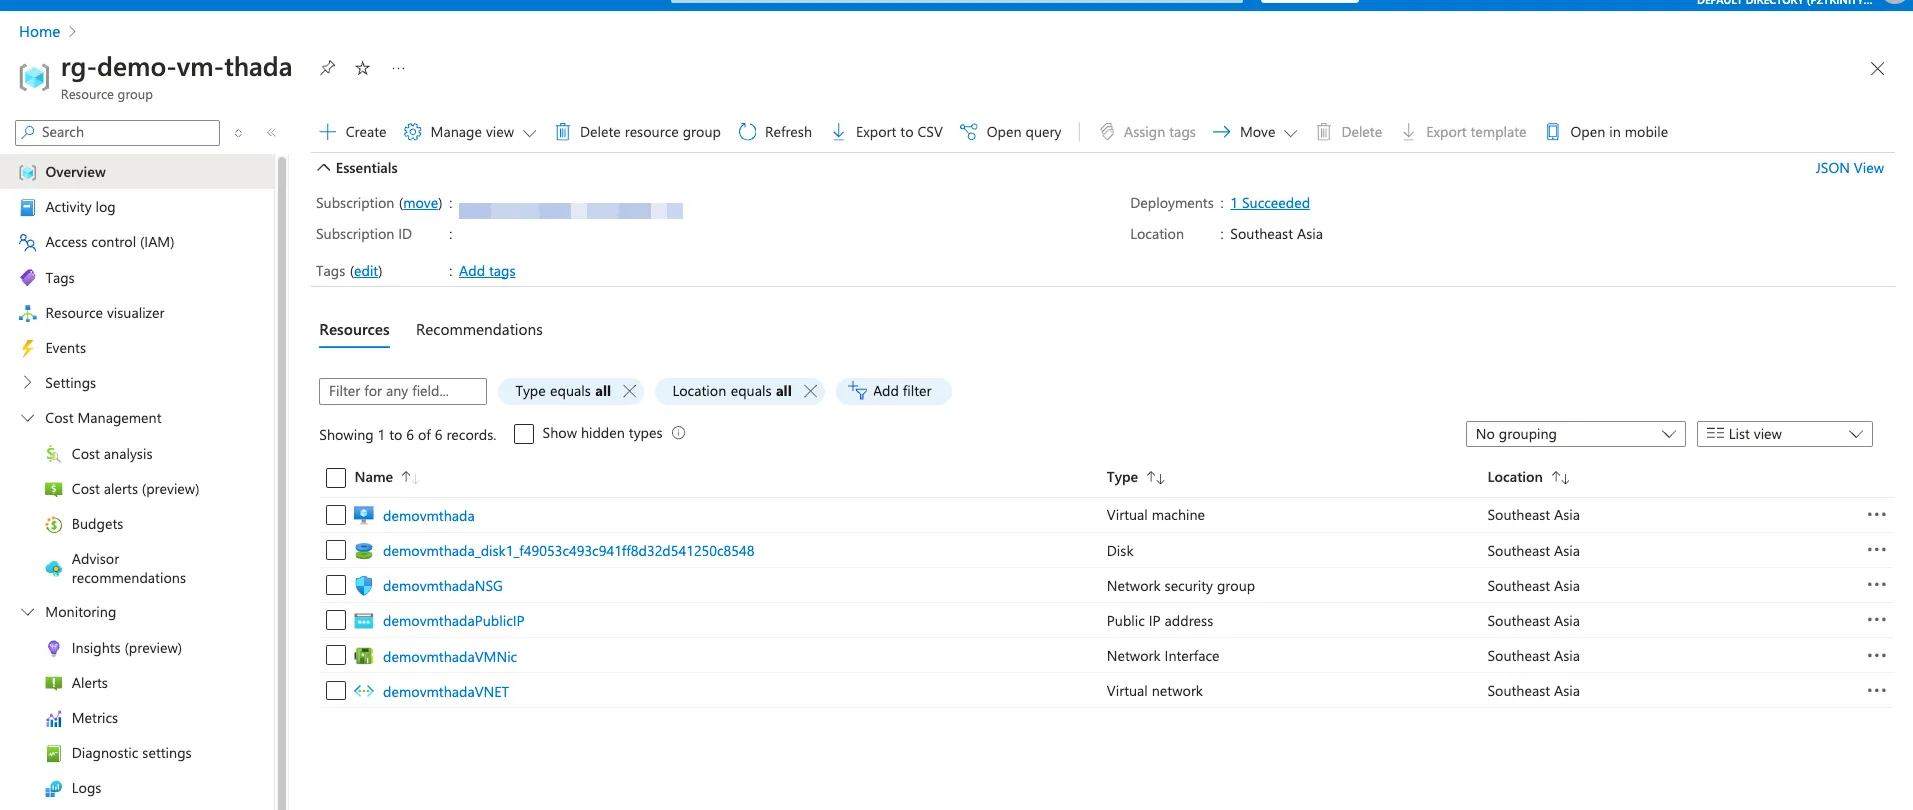 Home
rg-demo-vm-thada
Resource group
Search
Create Manage view Delete resource group Refresh Export to CSV Open query Assign tags Move Delete Export template Open in mobile
Overview
Activity log
Access control (IAM)
Tags
Resource visualizer
Events
Settings
Cost Management
Cost analysis
Cost alerts (preview)
Budgets
Advisor
recommendations
Monitoring
Insights (preview)
Alerts
Metrics
Diagnostic settings
Logs
Essentials JSON View
Subscription (move) : Deployments : 1 Succeeded
Subscription ID : Location : Southeast Asia
Tags (edit) : Add tags
Resources Recommendations
Filter for any field... Type equals all Location equals all Add filter
Showing 1 to 6 of 6 records. Show hidden types No grouping List view
Name Type Location
demovmthada Virtual machine Southeast Asia
demovmthada_disk1_f49053c493c941ff8d32d541250c8548 Disk Southeast Asia
demovmthadaNSG Network security group Southeast Asia
demovmthadaPublicIP Public IP address Southeast Asia
demovmthadaVMNic Network Interface Southeast Asia
demovmthadaVNET Virtual network Southeast Asia